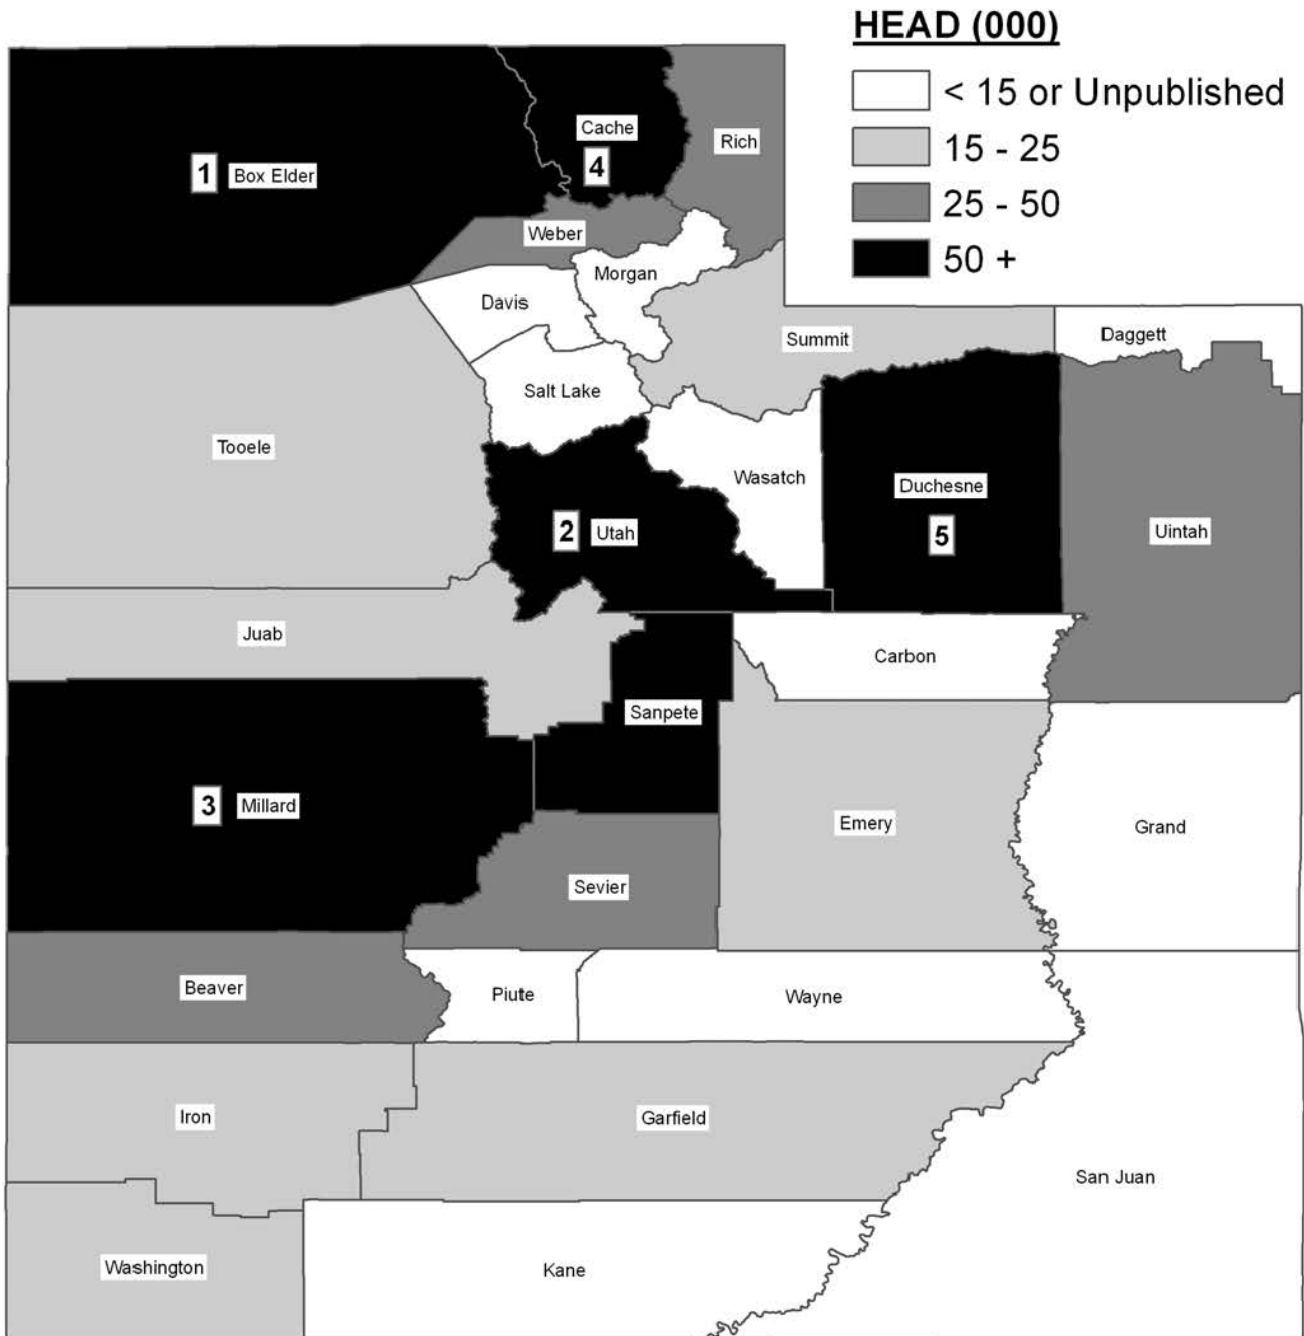 HEAD (000)
< 15 or Unpublished
15 - 25
25 - 50
50 +
Cache
4
Rich
1 Box Elder
Weber
Morgan
Davis
Summit
Daggett
Salt Lake
Tooele
Wasatch
Duchesne
5
2 Utah
Uintah
Juab
Carbon
Sanpete
3 Millard
Emery
Grand
Sevier
Beaver
Piute
Wayne
Iron
Garfield
San Juan
Washington
Kane